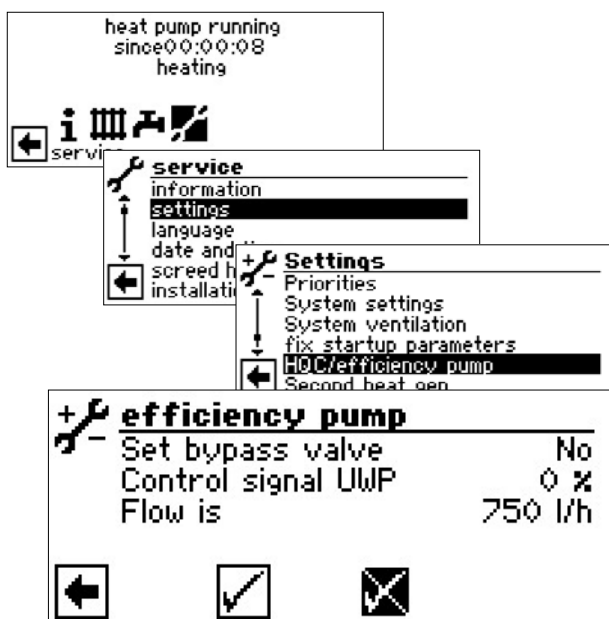 heat pump running
since00:00:08
heating
service
information
settings
language
date and
screed h
installati
Settings
Priorities
System settings
System ventilation
fix startup parameters
HQC/efficiency pump
Second heat gen
efficiency pump
Set bypass valve No
Control signal UWP 0 %
Flow is 750 l/h